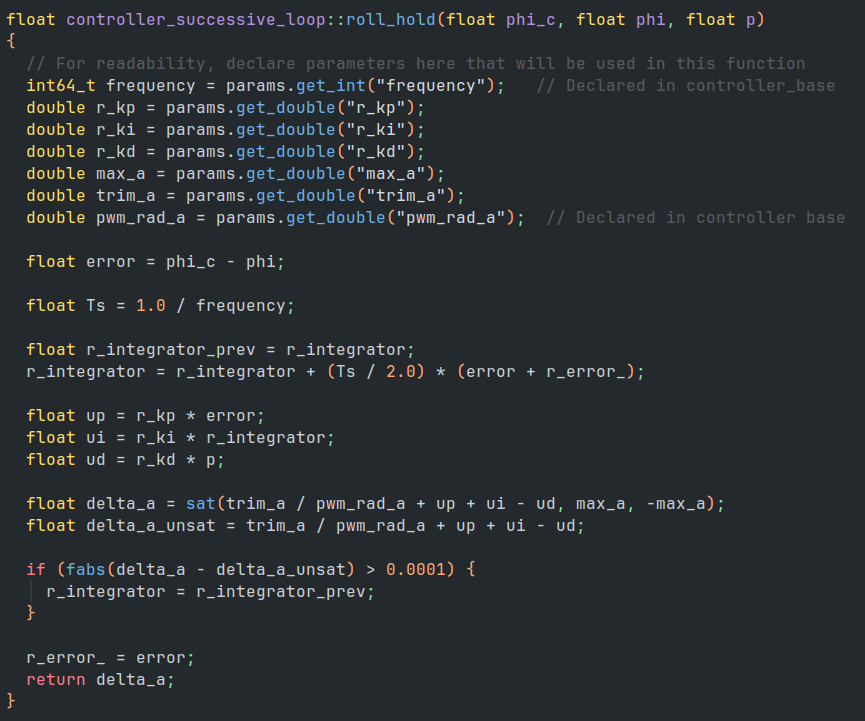 float controller_successive_loop::roll_hold(float phi_c, float phi, float p)
{
  // For readability, declare parameters here that will be used in this function
  int64_t frequency = params.get_int("frequency");   // Declared in controller_base
  double r_kp = params.get_double("r_kp");
  double r_ki = params.get_double("r_ki");
  double r_kd = params.get_double("r_kd");
  double max_a = params.get_double("max_a");
  double trim_a = params.get_double("trim_a");
  double pwm_rad_a = params.get_double("pwm_rad_a");  // Declared in controller base

  float error = phi_c - phi;

  float Ts = 1.0 / frequency;

  float r_integrator_prev = r_integrator;
  r_integrator = r_integrator + (Ts / 2.0) * (error + r_error_);

  float up = r_kp * error;
  float ui = r_ki * r_integrator;
  float ud = r_kd * p;

  float delta_a = sat(trim_a / pwm_rad_a + up + ui - ud, max_a, -max_a);
  float delta_a_unsat = trim_a / pwm_rad_a + up + ui - ud;

  if (fabs(delta_a - delta_a_unsat) > 0.0001) {
    r_integrator = r_integrator_prev;
  }

  r_error_ = error;
  return delta_a;
}